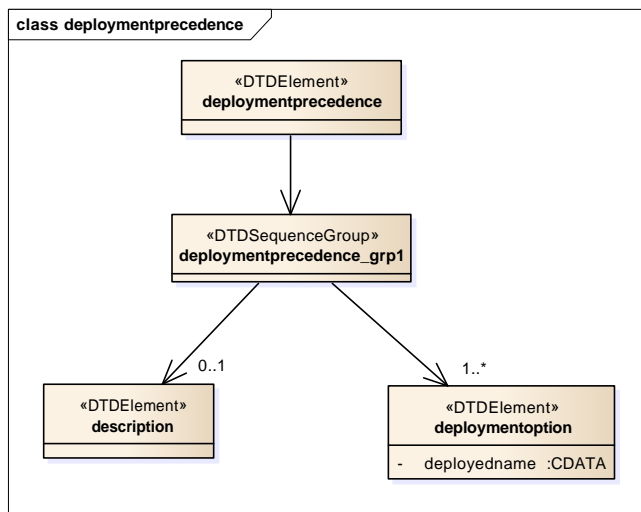 class deploymentprecedence
«DTDElement»
deploymentprecedence
«DTDSequenceGroup»
deploymentprecedence_grp1
0..1
1..*
«DTDElement»
description
«DTDElement»
deploymentoption
- deployedname :CDATA